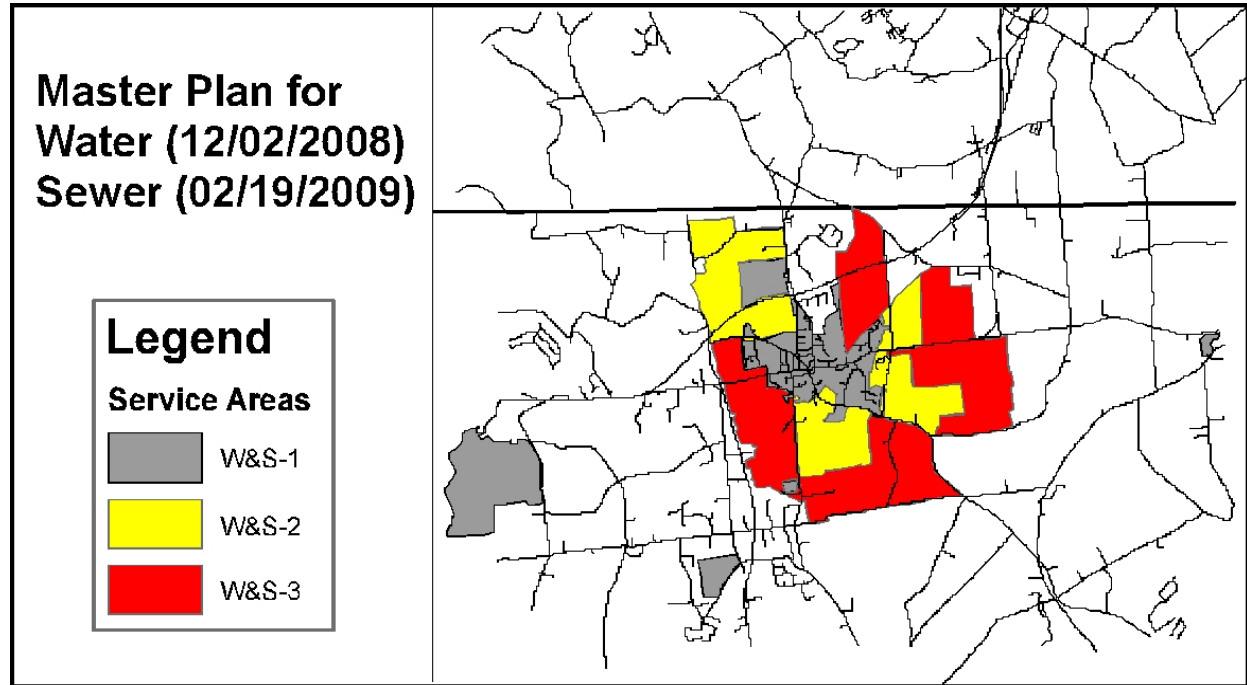 Master Plan for
Water (12/02/2008)
Sewer (02/19/2009)
Legend
Service Areas
W&S-1
W&S-2
W&S-3